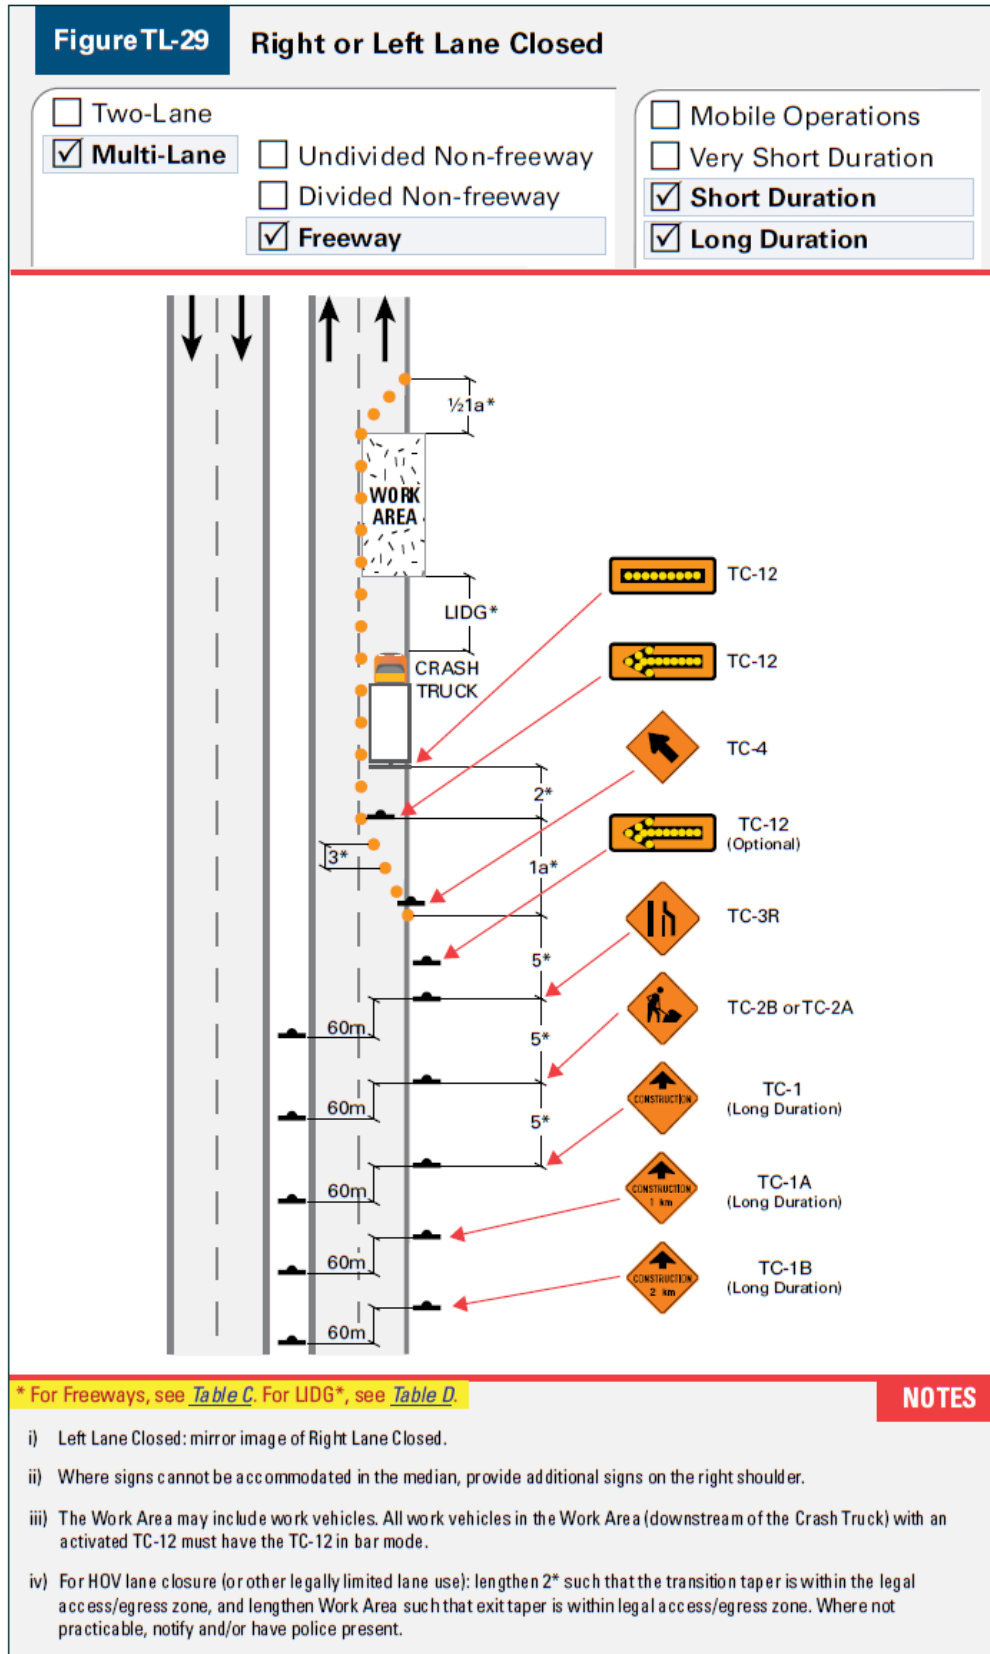 Figure TL-29
Right or Left Lane Closed
Two-Lane
Multi-Lane
Undivided Non-freeway
Divided Non-freeway
Freeway
Mobile Operations
Very Short Duration
Short Duration
Long Duration
½1a*
WORK
AREA
LIDG*
CRASH
TRUCK
2*
3*
1a*
5*
60m
5*
60m
5*
60m
60m
60m
TC-12
TC-12
TC-4
TC-12
(Optional)
TC-3R
TC-2B or TC-2A
CONSTRUCTION
TC-1
(Long Duration)
CONSTRUCTION
1 km
TC-1A
(Long Duration)
CONSTRUCTION
2 km
TC-1B
(Long Duration)
* For Freeways, see Table C. For LIDG*, see Table D.
NOTES
i) Left Lane Closed: mirror image of Right Lane Closed.
ii) Where signs cannot be accommodated in the median, provide additional signs on the right shoulder.
iii) The Work Area may include work vehicles. All work vehicles in the Work Area (downstream of the Crash Truck) with an
activated TC-12 must have the TC-12 in bar mode.
iv) For HOV lane closure (or other legally limited lane use): lengthen 2* such that the transition taper is within the legal
access/egress zone, and lengthen Work Area such that exit taper is within legal access/egress zone. Where not
practicable, notify and/or have police present.